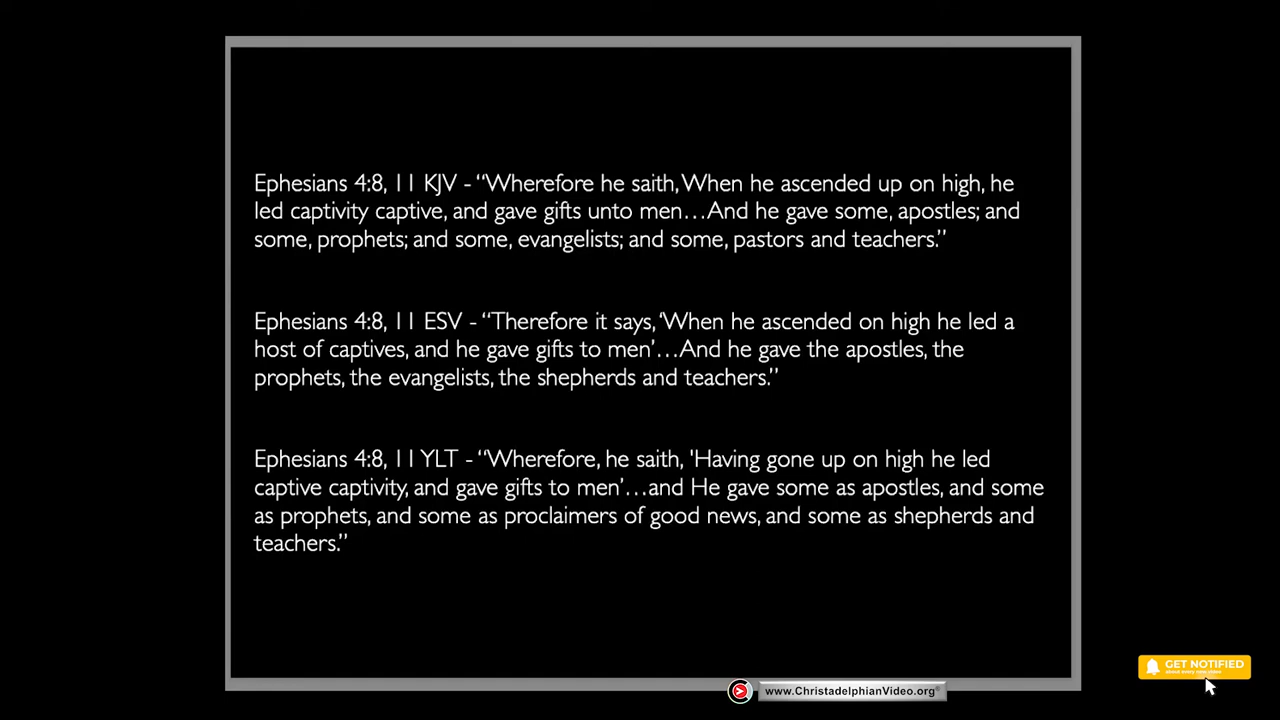 Ephesians 4:8, 11 KJV - “Wherefore he saith, When he ascended up on high, he
led captivity captive, and gave gifts unto men…And he gave some, apostles; and
some, prophets; and some, evangelists; and some, pastors and teachers.”
Ephesians 4:8, 11 ESV - “Therefore it says, ‘When he ascended on high he led a
host of captives, and he gave gifts to men’…And he gave the apostles, the
prophets, the evangelists, the shepherds and teachers.”
Ephesians 4:8, 11 YLT - “Wherefore, he saith, 'Having gone up on high he led
captive captivity, and gave gifts to men’…and He gave some as apostles, and some
as prophets, and some as proclaimers of good news, and some as shepherds and
teachers.”
GET NOTIFIED
about every new video
www.ChristadelphianVideo.org